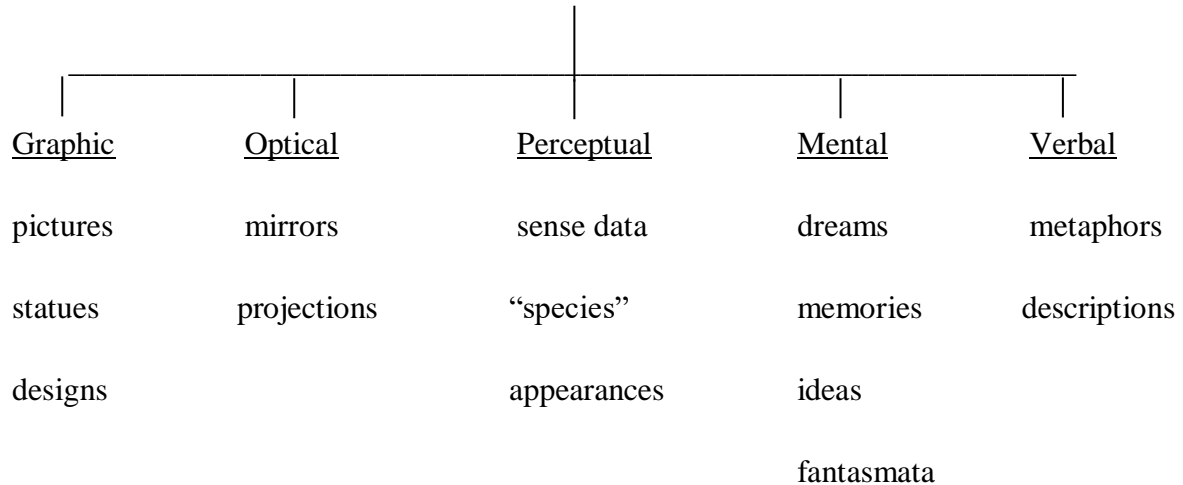 Graphic Optical Perceptual Mental Verbal
pictures mirrors sense data dreams metaphors
statues projections “species” memories descriptions
designs appearances ideas
fantasmata